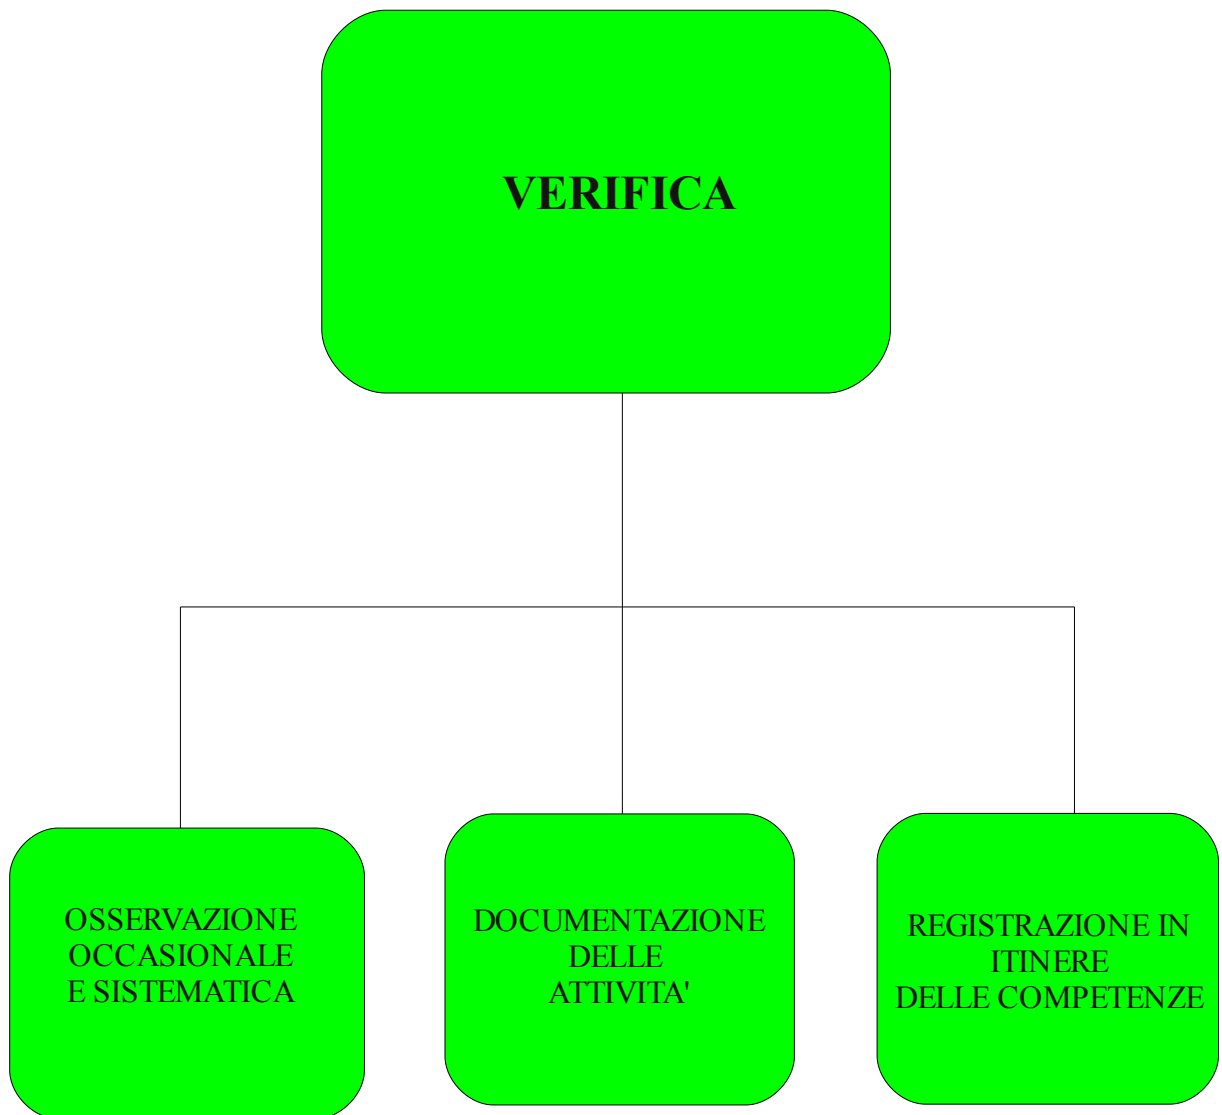 VERIFICA
OSSERVAZIONE
OCCASIONALE
E SISTEMATICA
DOCUMENTAZIONE
DELLE
ATTIVITA'
REGISTRAZIONE IN
ITINERE
DELLE COMPETENZE